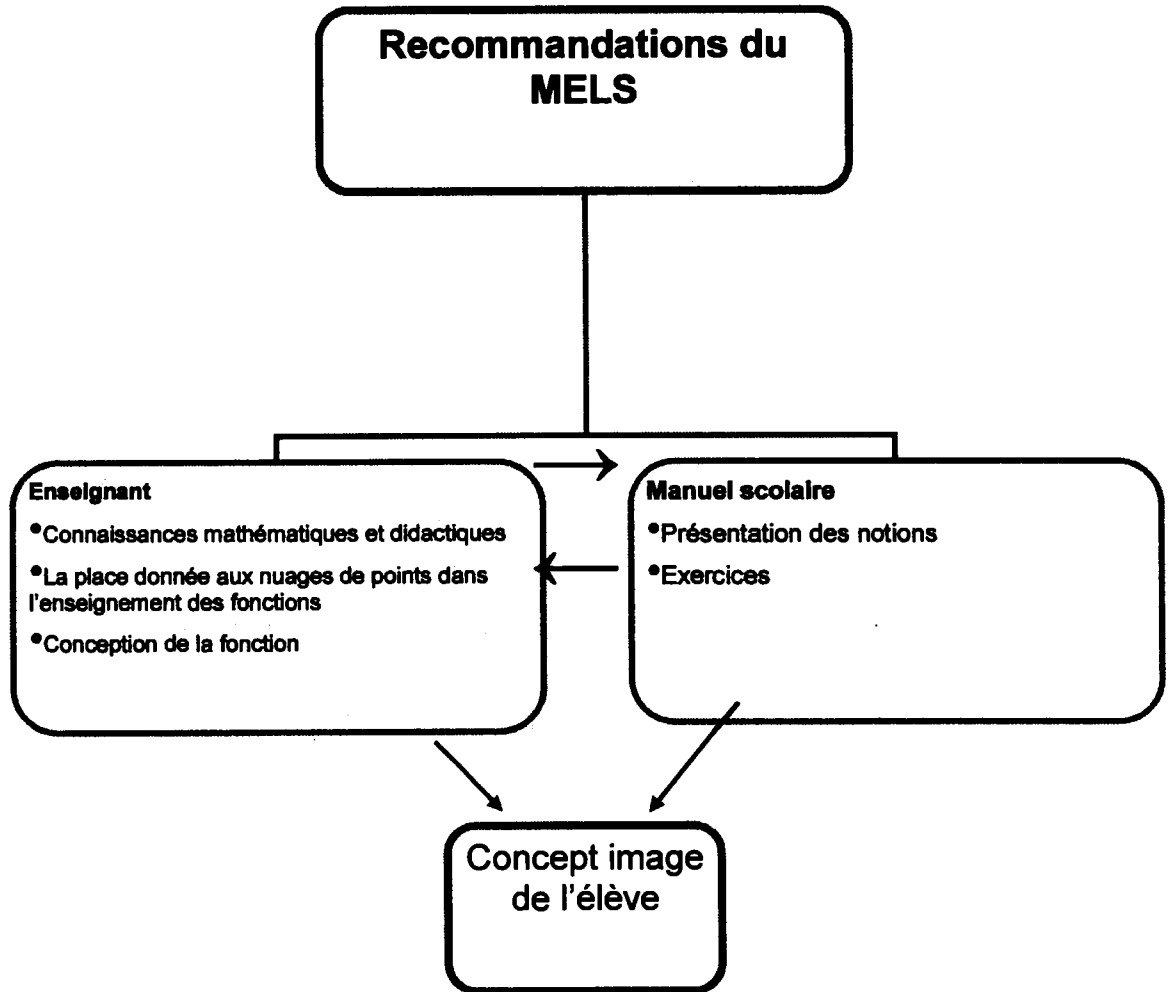 Recommandations du
MELS
Enseignant
•Connaissances mathématiques et didactiques
•La place donnée aux nuages de points dans
l'enseignement des fonctions
•Conception de la fonction
Manuel scolaire
•Présentation des notions
•Exercices
Concept image
de l'élève